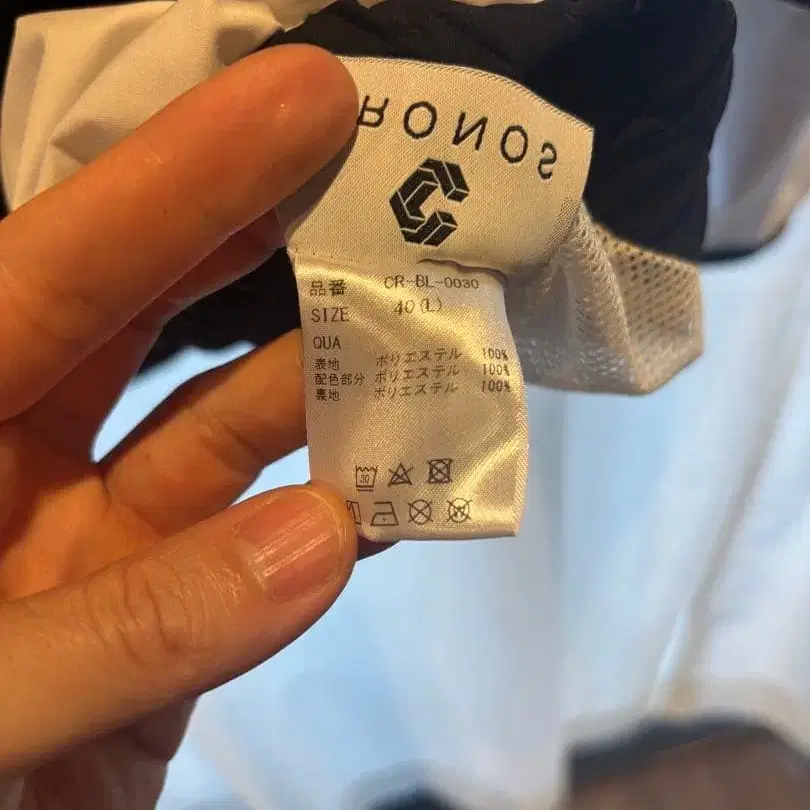 CRONOS
品番 CR-BL-0030
SIZE 40(L)
QUA
表地 ポリエステル 100%
配色部分 ポリエステル 100%
裏地 ポリエステル 100%
30